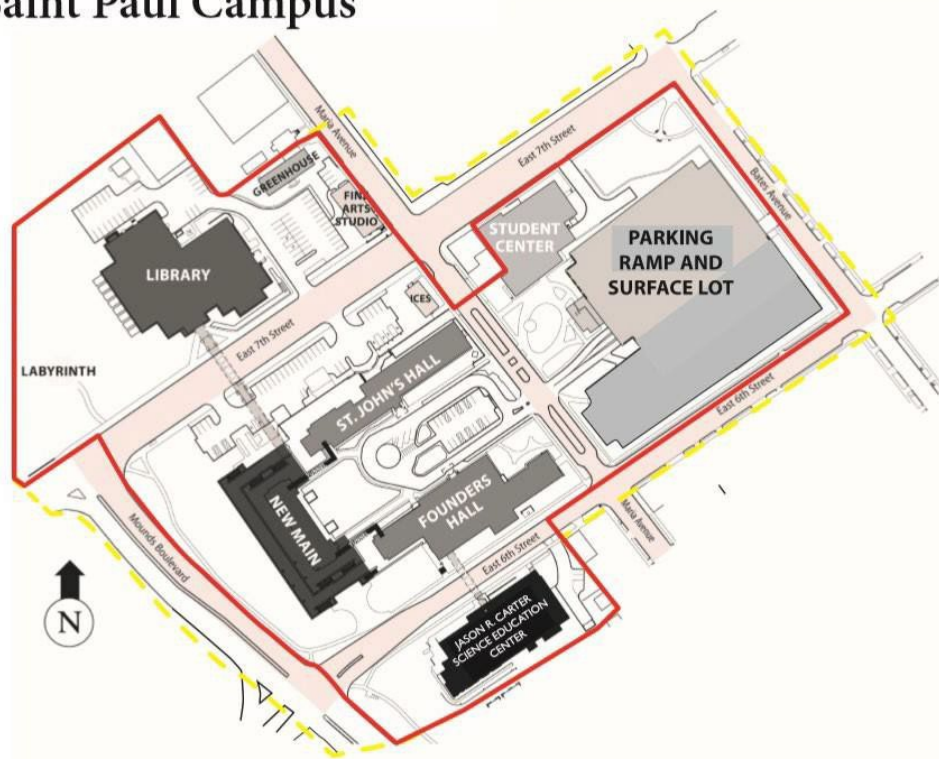 Saint Paul Campus
Maria Avenue
East 7th Street
Bates Avenue
GREENHOUSE
FINE
ARTS
STUDIO
STUDENT
CENTER
PARKING
RAMP AND
SURFACE LOT
LIBRARY
ICES
East 7th Street
LABYRINTH
ST. JOHN'S HALL
East 6th Street
NEW MAIN
FOUNDERS
HALL
Maria Avenue
Mounds Boulevard
East 6th Street
JASON R. CARTER
SCIENCE EDUCATION
CENTER
N